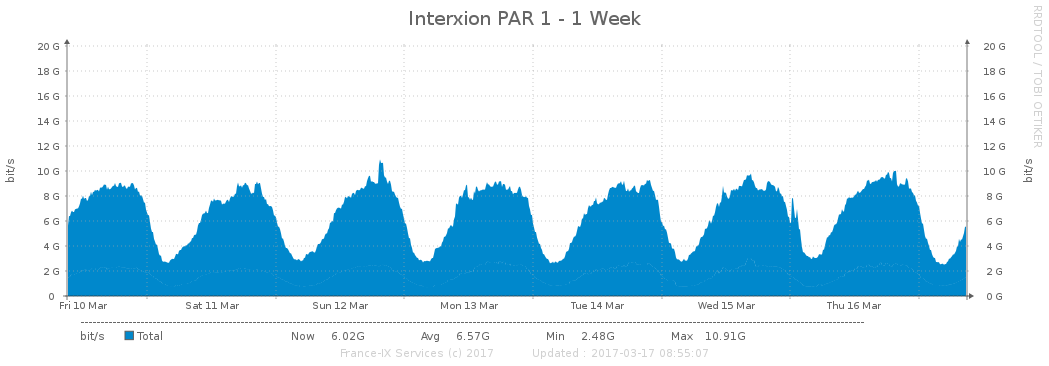 Interxion PAR 1 - 1 Week
RRDTOOL / TOBI OETIKER
bit/s
bit/s
20 G 20 G
18 G 18 G
16 G 16 G
14 G 14 G
12 G 12 G
10 G 10 G
8 G 8 G
6 G 6 G
4 G 4 G
2 G 2 G
0 0 G
Fri 10 Mar Sat 11 Mar Sun 12 Mar Mon 13 Mar Tue 14 Mar Wed 15 Mar Thu 16 Mar
bit/s Total Now 6.02G Avg 6.57G Min 2.48G Max 10.91G
France-IX Services (c) 2017 Updated : 2017-03-17 08:55:07